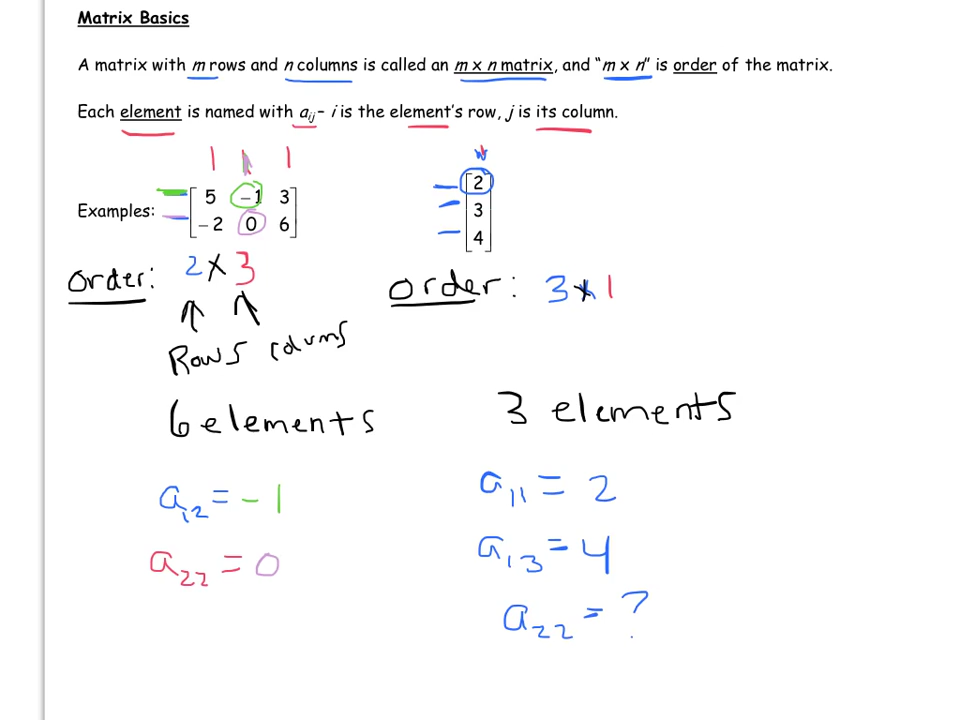 Matrix Basics
A matrix with m rows and n columns is called an m x n matrix, and “m x n” is order of the matrix.
Each element is named with aij – i is the element’s row, j is its column.
1 1 1
Examples: [ 5 −1 3 ] [ 2 ]
[ −2 0 6 ] [ 3 ]
[ 4 ]
Order: 2 x 3
order: 3 x 1
Rows colums
6 elements
3 elements
a12 = -1
a11 = 2
a22 = 0
a13 = 4
a22 = ?